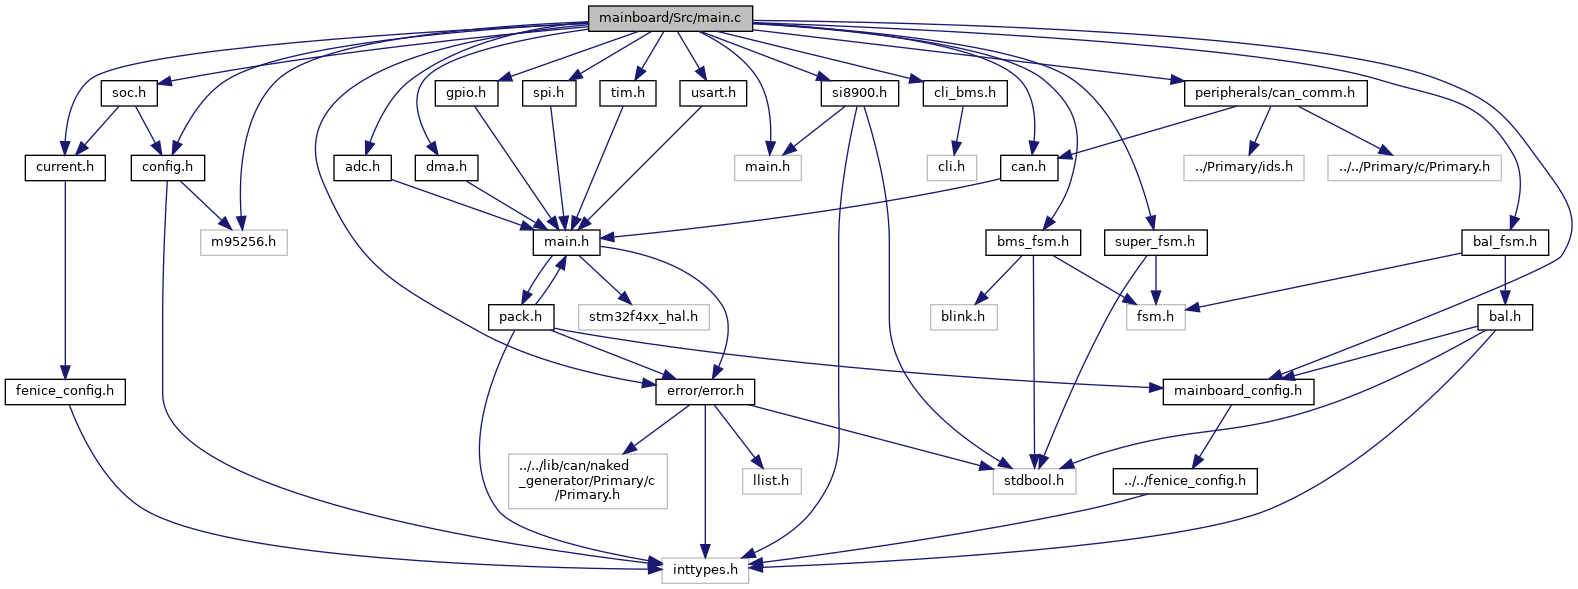 mainboard/Src/main.c
soc.h
gpio.h
spi.h
tim.h
usart.h
si8900.h
cli_bms.h
peripherals/can_comm.h
current.h
config.h
adc.h
dma.h
main.h
cli.h
can.h
../Primary/ids.h
../../Primary/c/Primary.h
m95256.h
main.h
bms_fsm.h
super_fsm.h
bal_fsm.h
pack.h
stm32f4xx_hal.h
blink.h
fsm.h
bal.h
fenice_config.h
error/error.h
mainboard_config.h
../../lib/can/naked
_generator/Primary/c
/Primary.h
llist.h
stdbool.h
../../fenice_config.h
inttypes.h